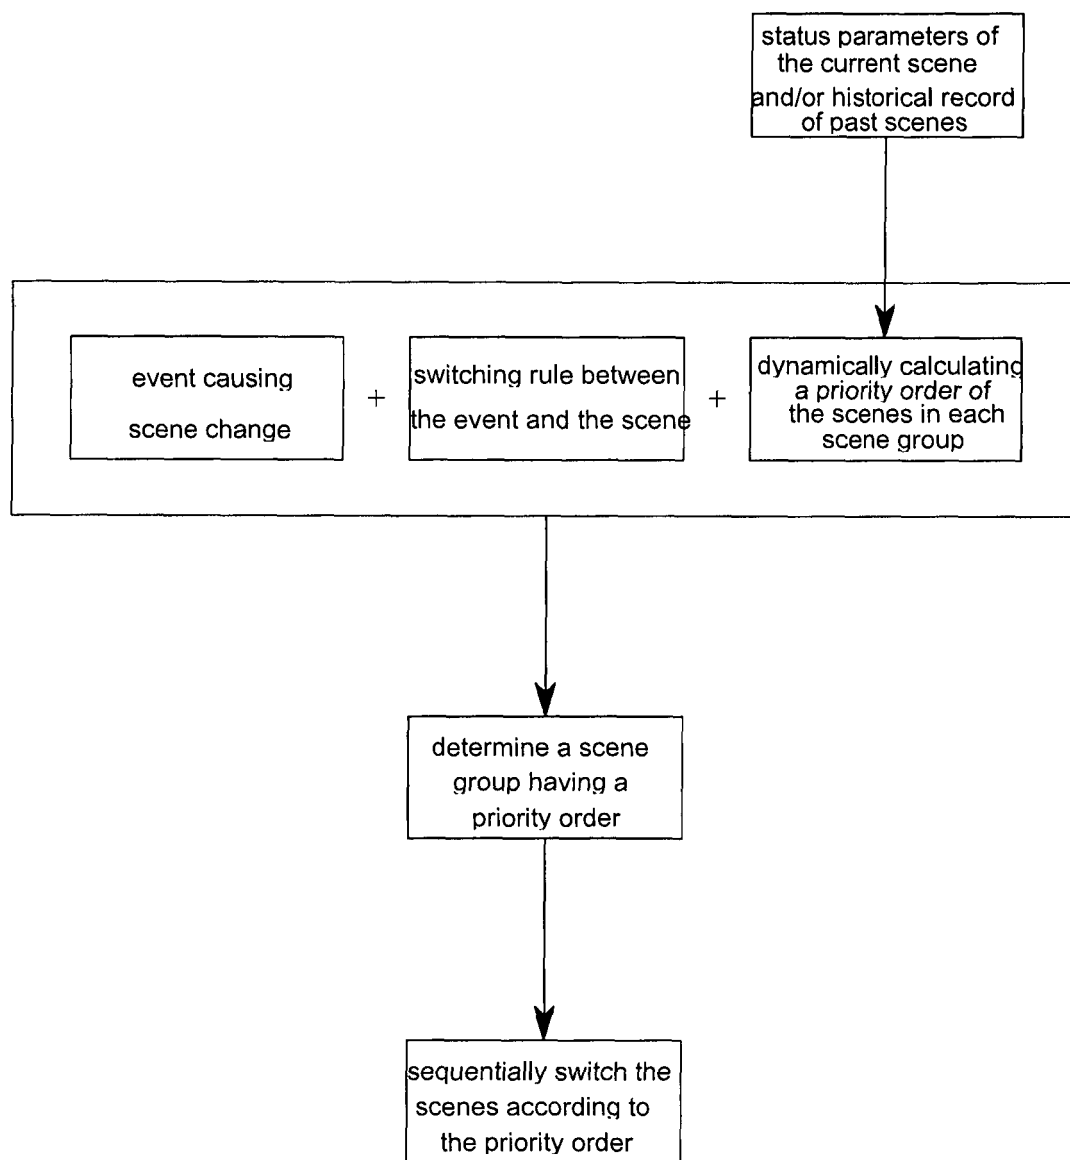 status parameters of
the current scene
and/or historical record
of past scenes
event causing
scene change
+
switching rule between
the event and the scene
+
dynamically calculating
a priority order of
the scenes in each
scene group
determine a scene
group having a
priority order
sequentially switch the
scenes according to
the priority order